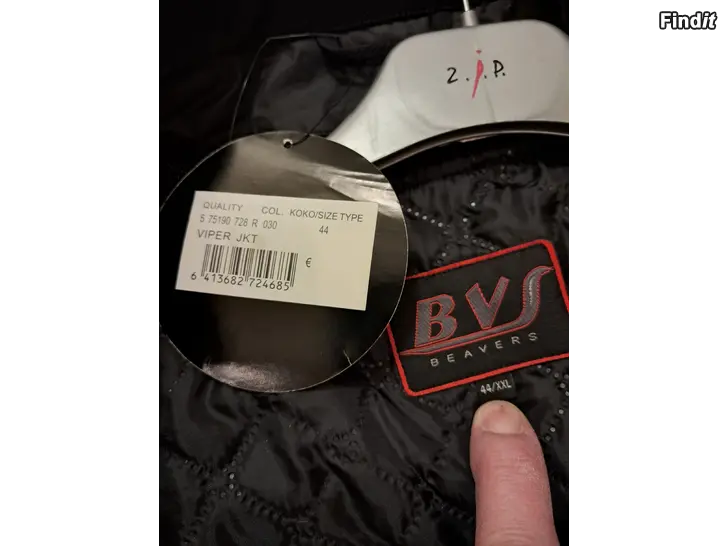 Findit
2.i.P.
QUALITY COL. KOKO/SIZE TYPE
5 75190 728 R 030 44
VIPER JKT
€
6 413682 724685
BVS
BEAVERS
44/XXL